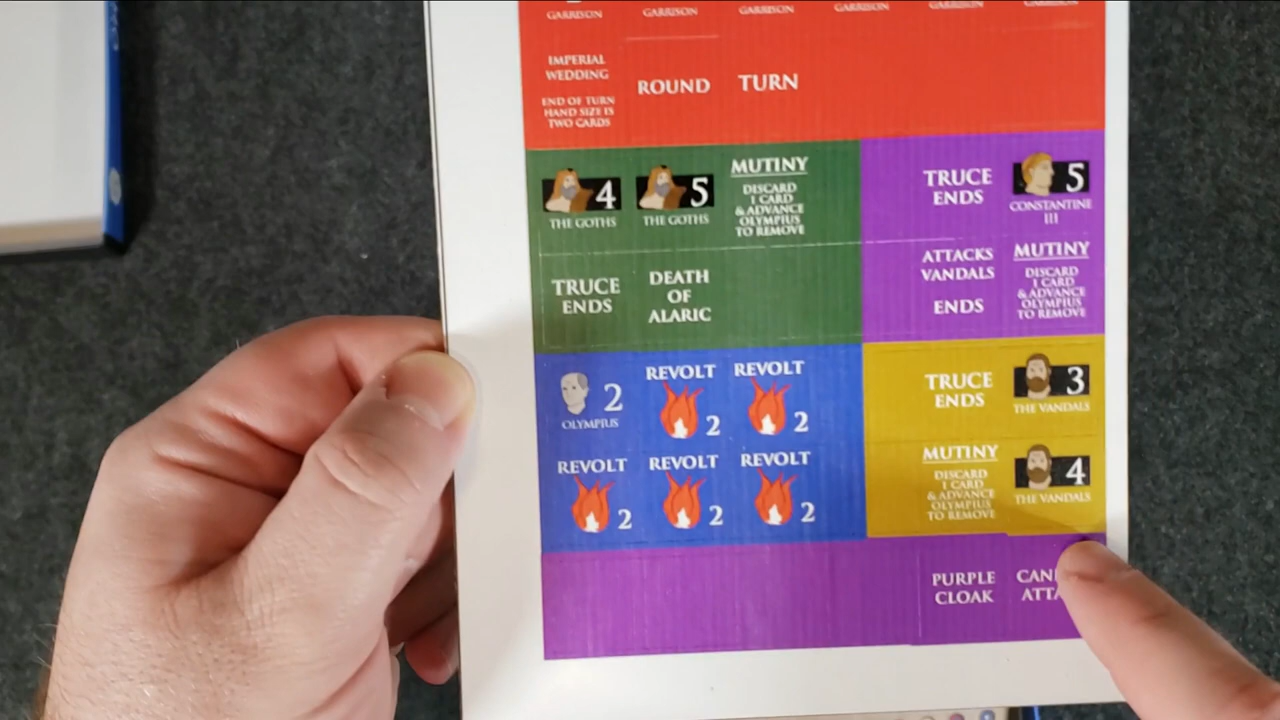 GARRISON GARRISON GARRISON GARRISON GARRISON GARRISON
IMPERIAL
WEDDING
END OF TURN
HAND SIZE IS
TWO CARDS
ROUND
TURN
4
THE GOTHS
5
THE GOTHS
MUTINY
DISCARD
1 CARD
& ADVANCE
OLYMPIUS
TO REMOVE
TRUCE
ENDS
5
CONSTANTINE
III
TRUCE
ENDS
DEATH
OF
ALARIC
ATTACKS
VANDALS
ENDS
MUTINY
DISCARD
1 CARD
& ADVANCE
OLYMPIUS
TO REMOVE
2
OLYMPIUS
REVOLT
2
REVOLT
2
TRUCE
ENDS
3
THE VANDALS
REVOLT
2
REVOLT
2
REVOLT
2
MUTINY
DISCARD
1 CARD
& ADVANCE
OLYMPIUS
TO REMOVE
4
THE VANDALS
PURPLE
CLOAK